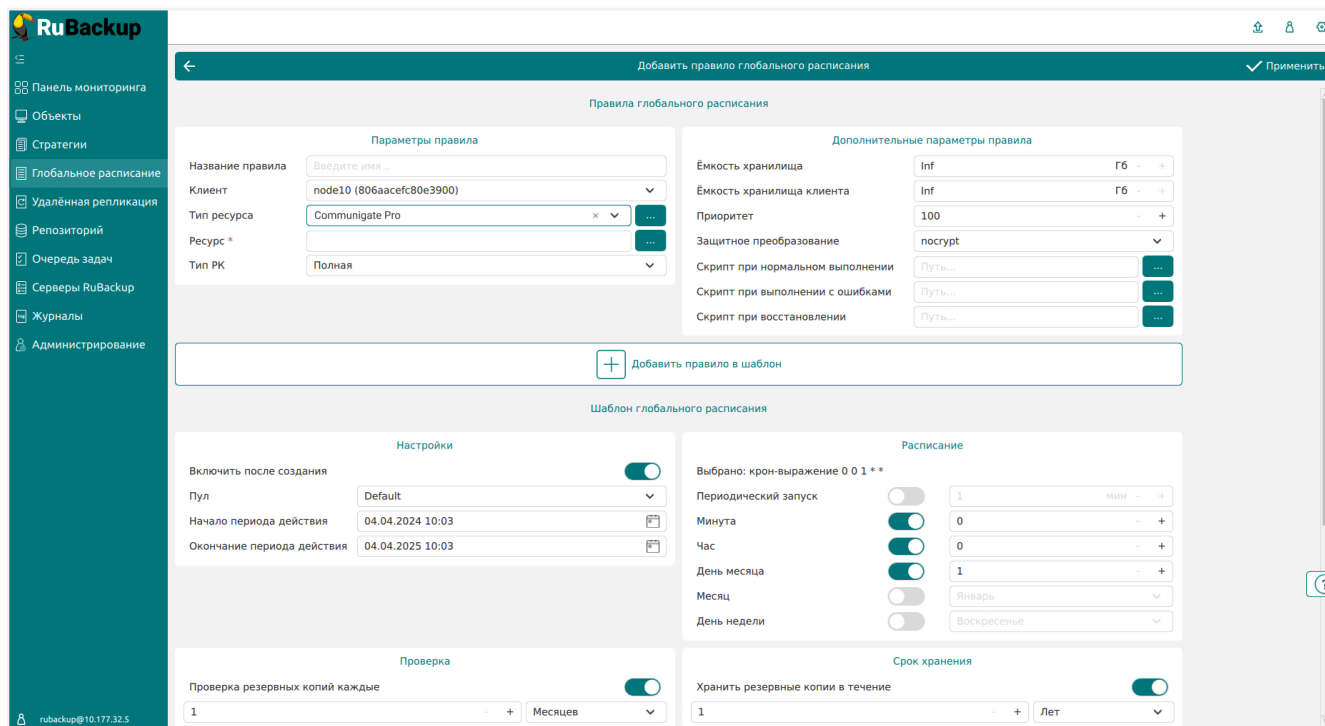 RuBackup
Добавить правило глобального расписания
Применить
Панель мониторинга
Объекты
Стратегии
Глобальное расписание
Удалённая репликация
Репозиторий
Очередь задач
Серверы RuBackup
Журналы
Администрирование
rubackup@10.177.32.5
Правила глобального расписания
Параметры правила
Название правила Введите имя ..
Клиент node10 (806aacefc80e3900)
Тип ресурса Communigate Pro ...
Ресурс * ...
Тип РК Полная
Дополнительные параметры правила
Ёмкость хранилища Inf Гб - +
Ёмкость хранилища клиента Inf Гб - +
Приоритет 100 - +
Защитное преобразование nocrypt
Скрипт при нормальном выполнении Путь... ...
Скрипт при выполнении с ошибками Путь... ...
Скрипт при восстановлении Путь... ...
Добавить правило в шаблон
Шаблон глобального расписания
Настройки
Включить после создания
Пул Default
Начало периода действия 04.04.2024 10:03
Окончание периода действия 04.04.2025 10:03
Расписание
Выбрано: крон-выражение 0 0 1 * *
Периодический запуск 1 мин - +
Минута 0 - +
Час 0 - +
День месяца 1 - +
Месяц Январь
День недели Воскресенье
Проверка
Проверка резервных копий каждые
1 - + Месяцев
Срок хранения
Хранить резервные копии в течение
1 - + Лет